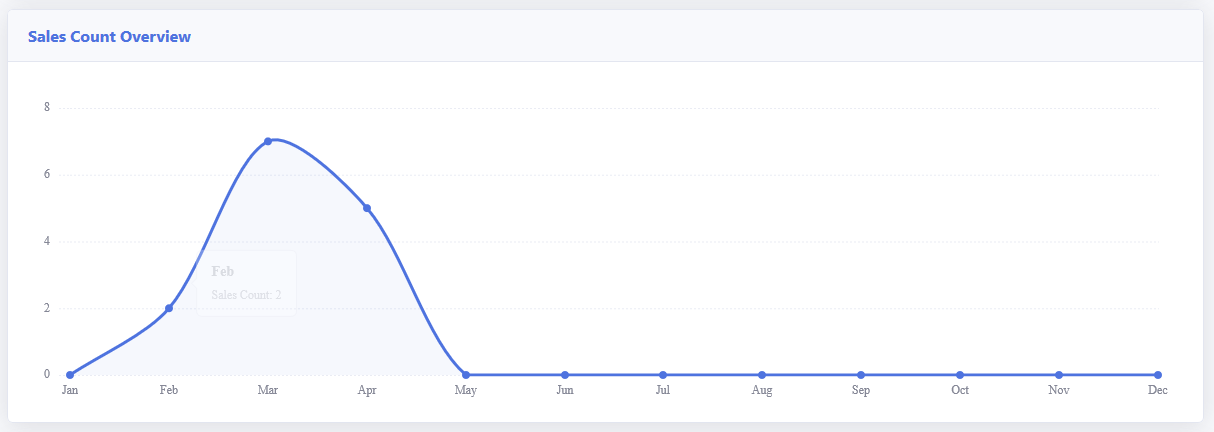 Sales Count Overview
8
6
4
Feb
Sales Count: 2
2
0
Jan Feb Mar Apr May Jun Jul Aug Sep Oct Nov Dec